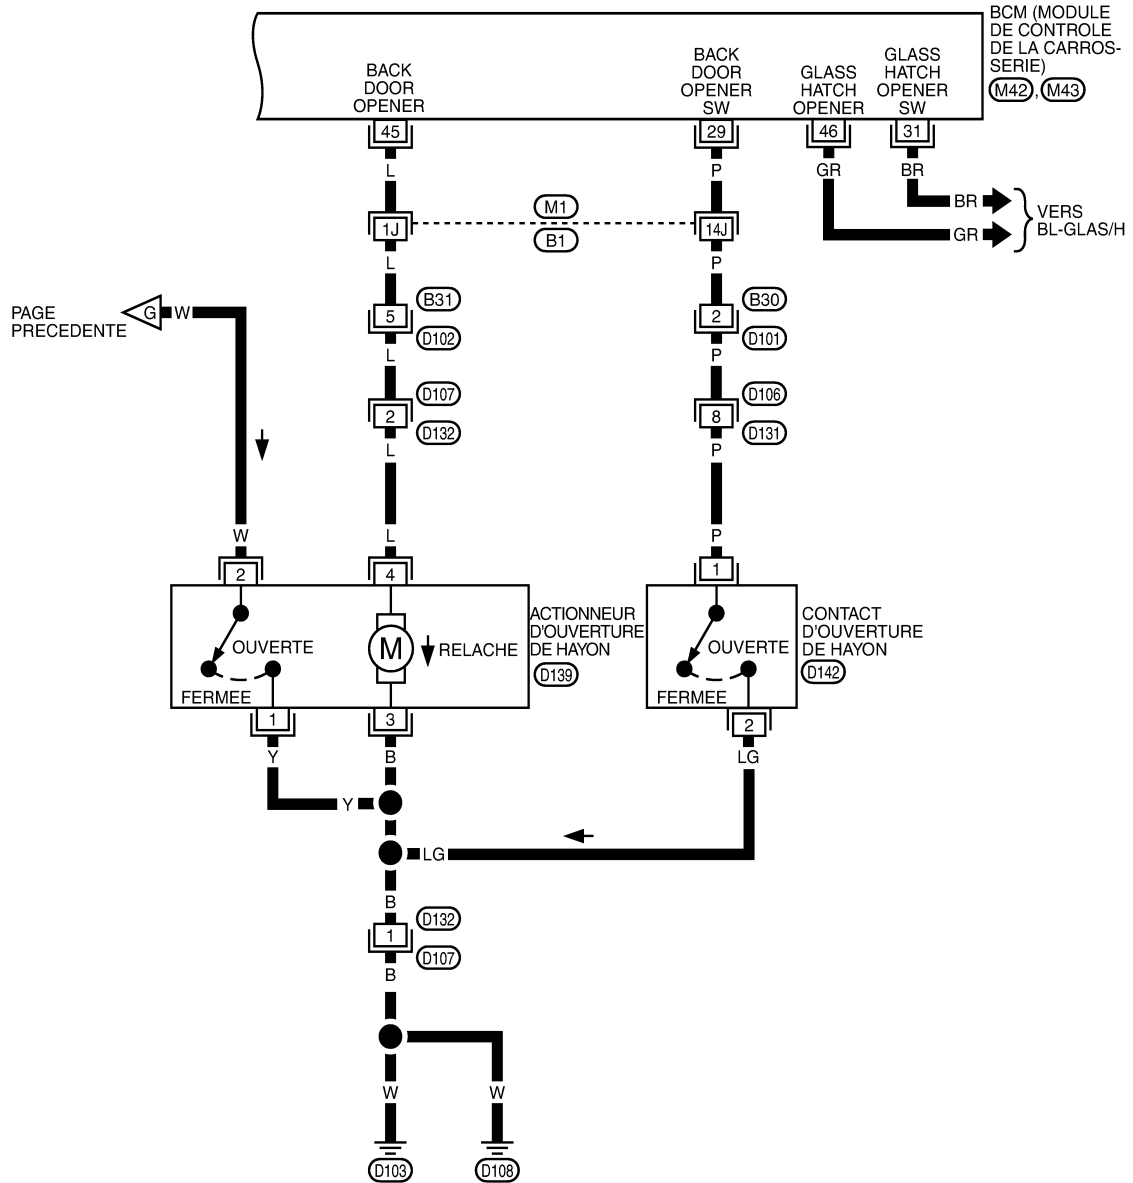 BCM (MODULE
DE CONTROLE
DE LA CARROS-
SERIE)
M42 , M43
BACK
DOOR
OPENER
BACK
DOOR
OPENER
SW
GLASS
HATCH
OPENER
GLASS
HATCH
OPENER
SW
45
29
46
31
L
P
GR
BR
BR
GR
VERS
BL-GLAS/H
1J
M1
B1
14J
L
P
PAGE
PRECEDENTE
G
W
5
B31
D102
2
B30
D101
L
P
2
D107
D132
8
D106
D131
L
P
W
L
P
2
4
1
OUVERTE
FERMEE
M
RELACHE
ACTIONNEUR
D'OUVERTURE
DE HAYON
D139
OUVERTE
FERMEE
CONTACT
D'OUVERTURE
DE HAYON
D142
1
3
2
Y
B
LG
Y
LG
B
1
D132
D107
B
W
W
D103
D108